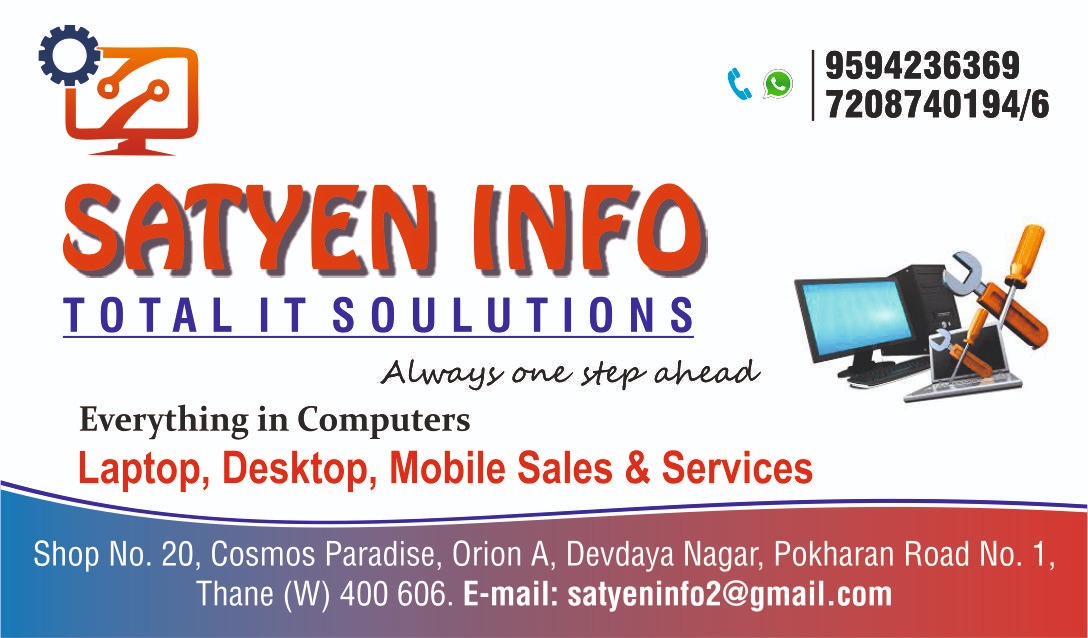 9594236369
7208740194/6
SATYEN INFO
TOTAL IT SOULUTIONS
Always one step ahead
Everything in Computers
Laptop, Desktop, Mobile Sales & Services
Shop No. 20, Cosmos Paradise, Orion A, Devdaya Nagar, Pokharan Road No. 1,
Thane (W) 400 606. E-mail: satyeninfo2@gmail.com